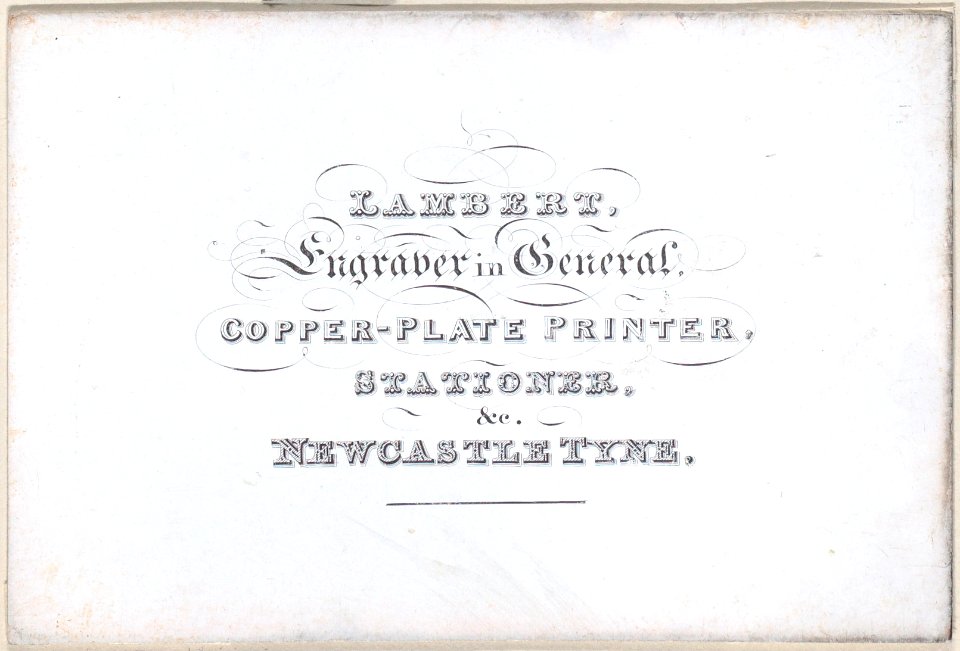 LAMBERT,
Engraver in General,
COPPER-PLATE PRINTER,
STATIONER,
&c.
NEWCASTLE TYNE.